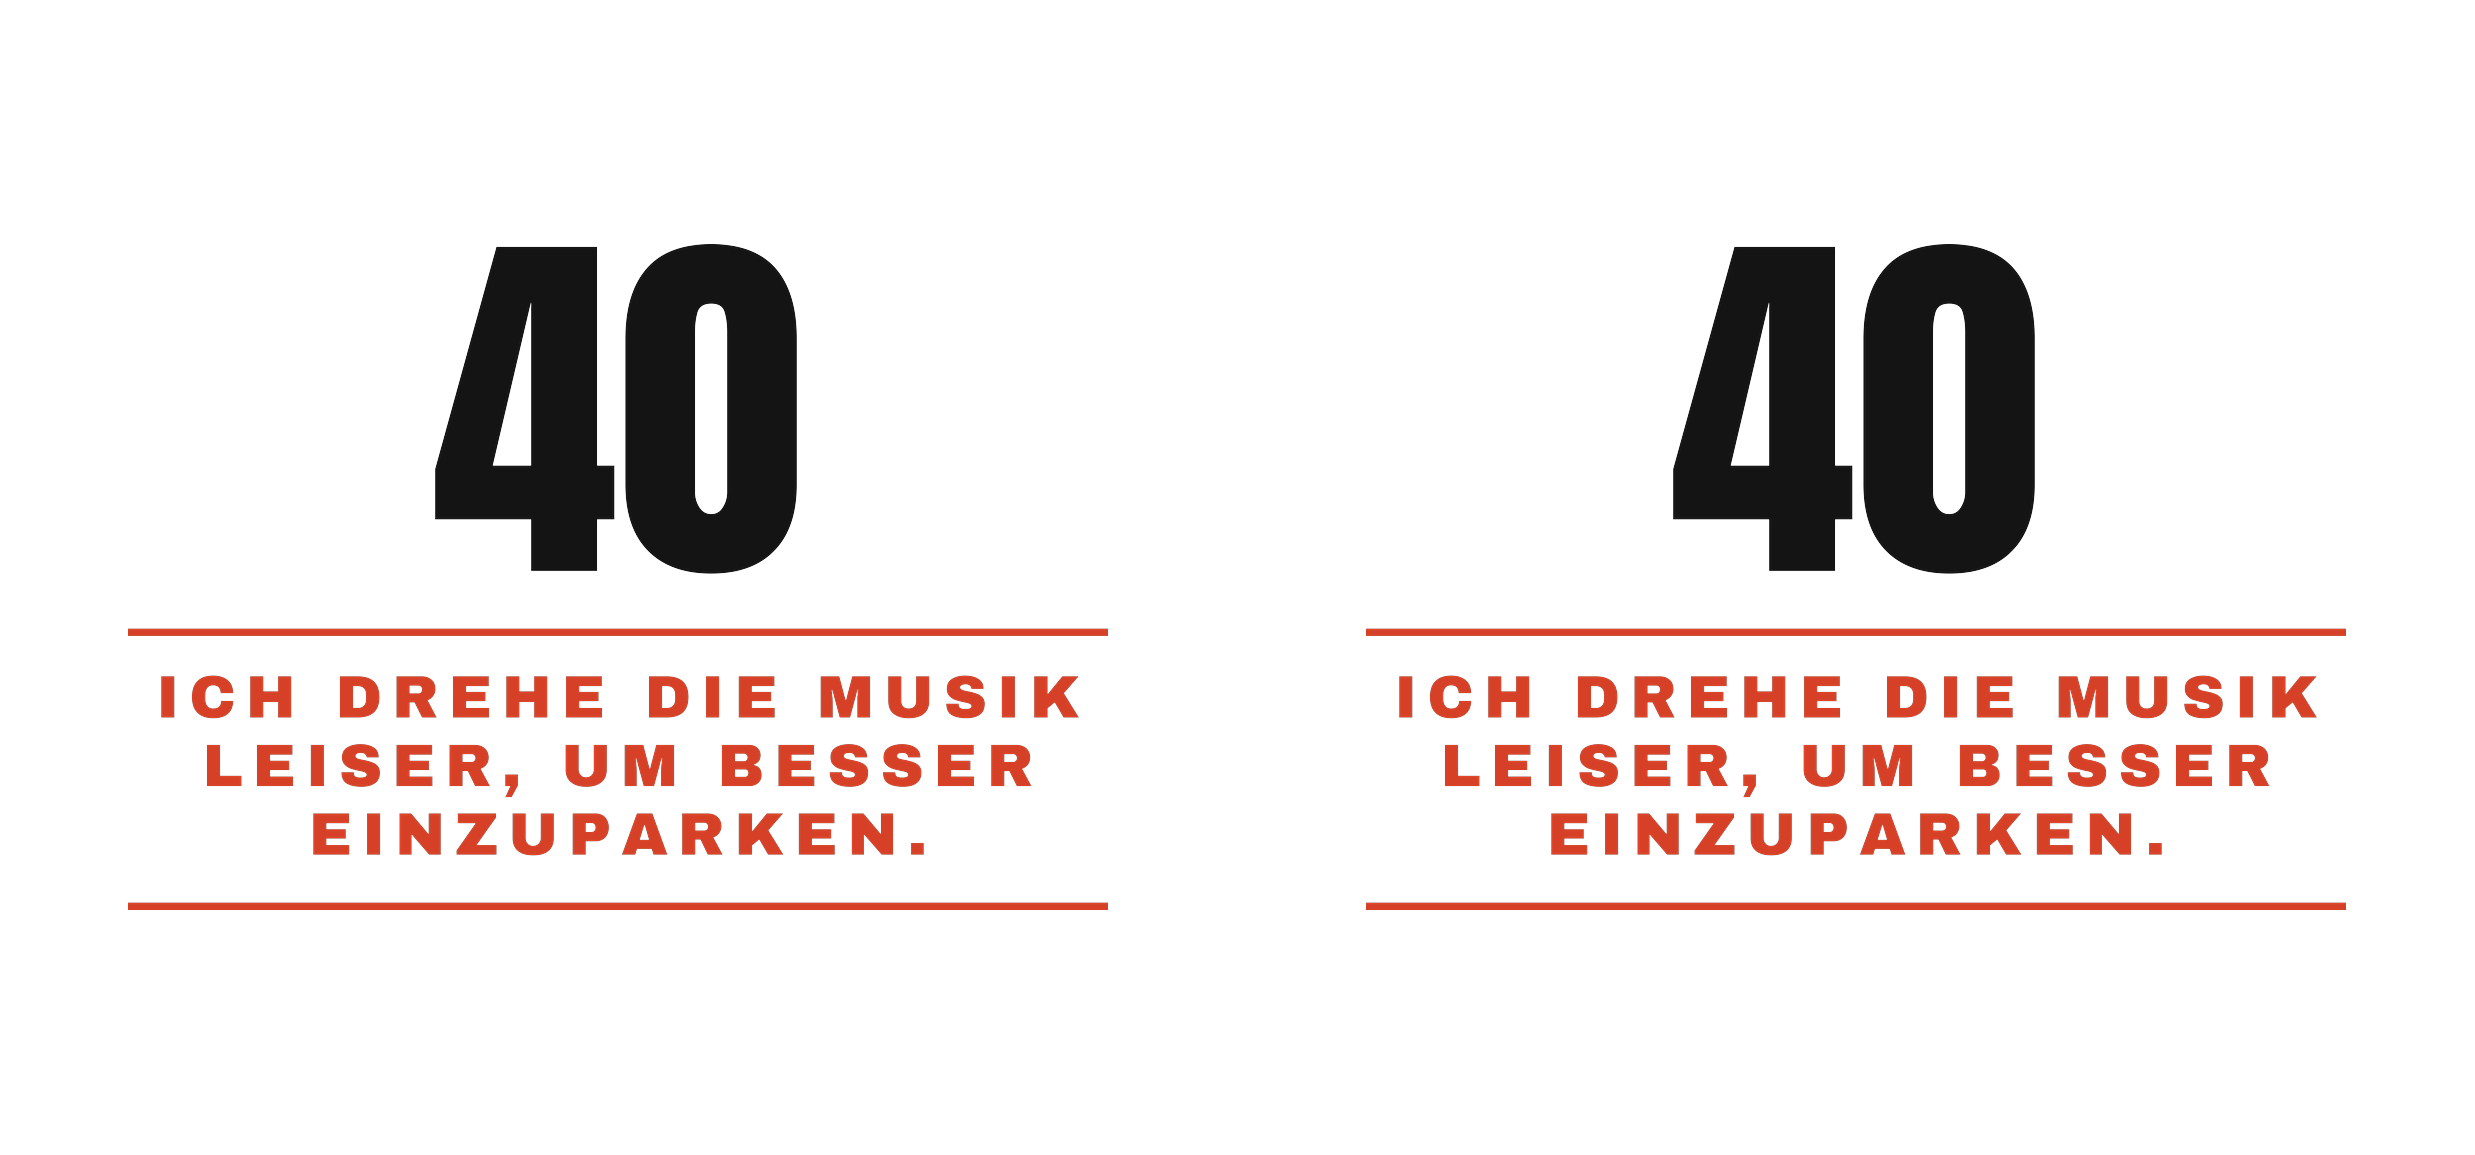 40
ICH DREHE DIE MUSIK
LEISER, UM BESSER
EINZUPARKEN.
40
ICH DREHE DIE MUSIK
LEISER, UM BESSER
EINZUPARKEN.